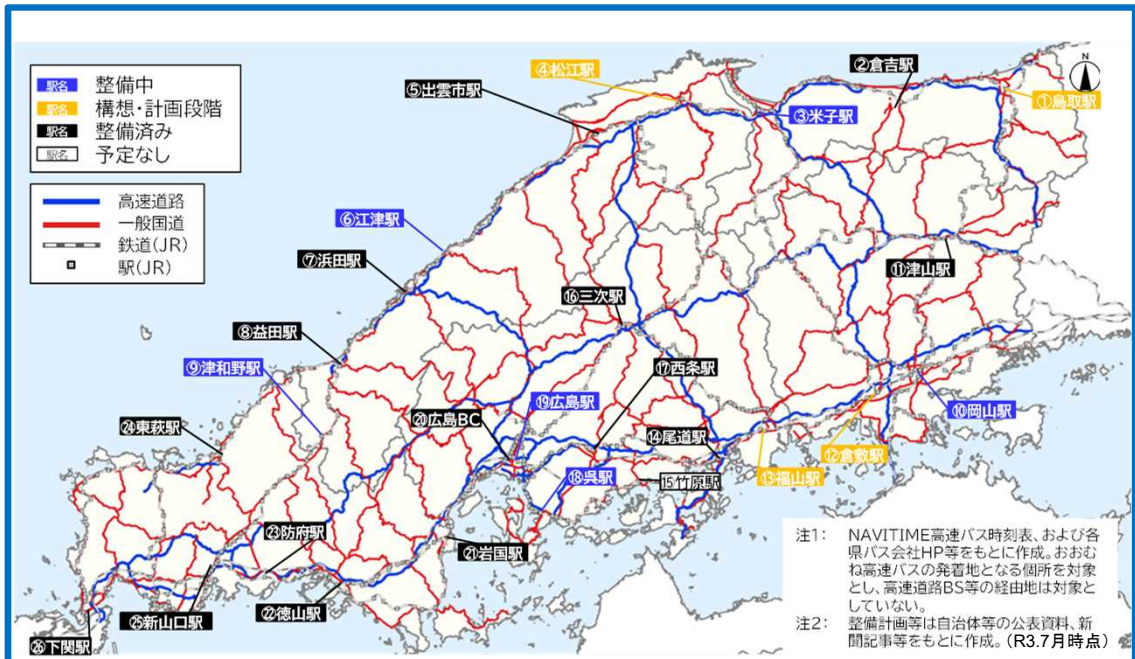 駅名 整備中
駅名 構想・計画段階
駅名 整備済み
駅名 予定なし
高速道路
一般国道
鉄道(JR)
駅(JR)
N
④松江駅
②倉吉駅
⑤出雲市駅
①鳥取駅
③米子駅
⑥江津駅
⑦浜田駅
⑪津山駅
⑯三次駅
⑧益田駅
⑨津和野駅
⑰西条駅
⑲広島駅
⑳広島BC
⑩岡山駅
㉔東萩駅
⑭尾道駅
⑫倉敷駅
⑱呉駅
⑬福山駅
15竹原駅
㉓防府駅
㉑岩国駅
㉕新山口駅
㉒徳山駅
㉖下関駅
注1: NAVITIME高速バス時刻表、および各
県バス会社HP等をもとに作成。おおむ
ね高速バスの発着地となる個所を対象
とし、高速道路BS等の経由地は対象と
していない。
注2: 整備計画等は自治体等の公表資料、新
聞記事等をもとに作成。(R3.7月時点)